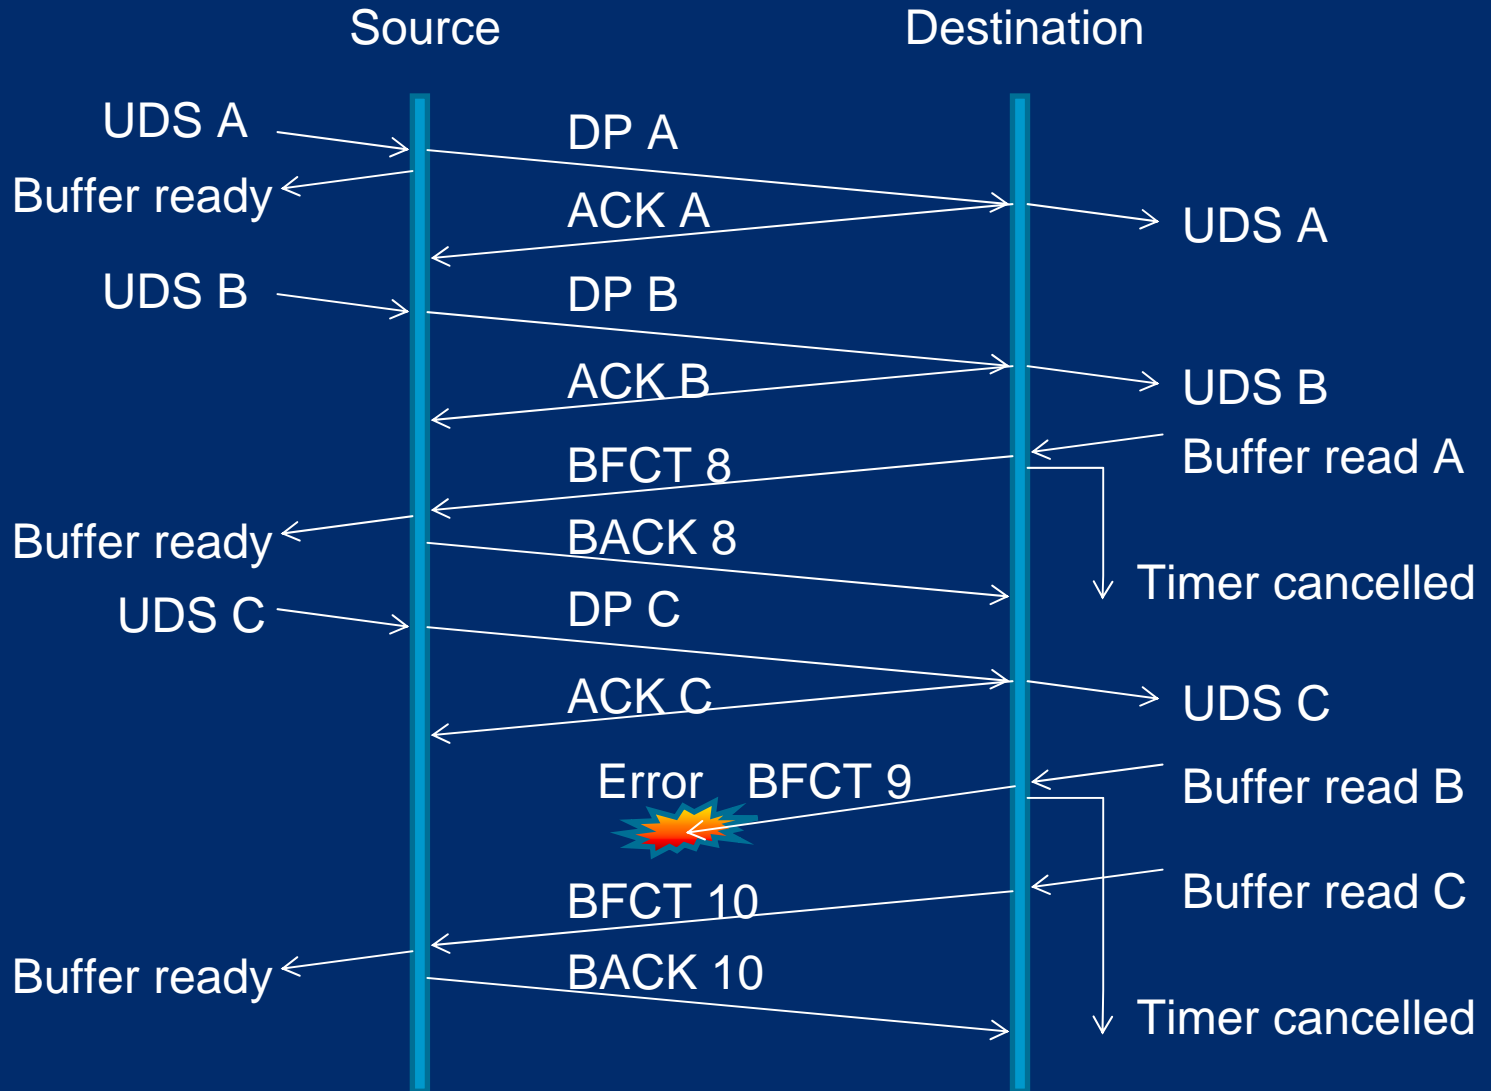 Source
Destination
UDS A
DP A
Buffer ready
ACK A
UDS A
UDS B
DP B
ACK B
UDS B
Buffer read A
BFCT 8
Buffer ready
BACK 8
Timer cancelled
UDS C
DP C
ACK C
UDS C
Error
BFCT 9
Buffer read B
BFCT 10
Buffer read C
Buffer ready
BACK 10
Timer cancelled